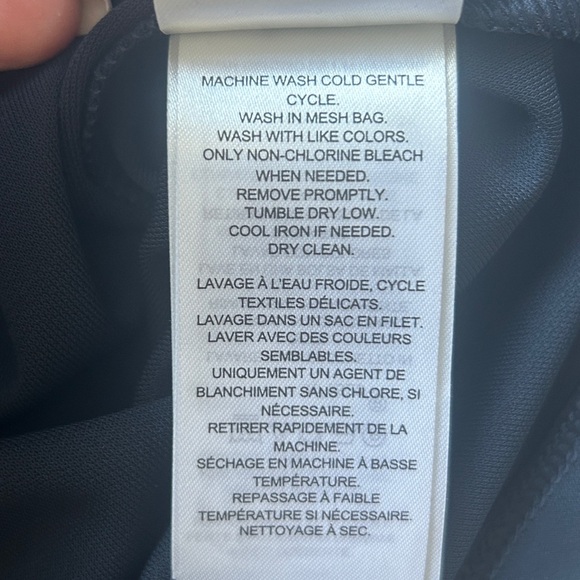 MACHINE WASH COLD GENTLE
CYCLE.
WASH IN MESH BAG.
WASH WITH LIKE COLORS.
ONLY NON-CHLORINE BLEACH
WHEN NEEDED.
REMOVE PROMPTLY.
TUMBLE DRY LOW.
COOL IRON IF NEEDED.
DRY CLEAN.
LAVAGE À L'EAU FROIDE, CYCLE
TEXTILES DÉLICATS.
LAVAGE DANS UN SAC EN FILET.
LAVER AVEC DES COULEURS
SEMBLABLES.
UNIQUEMENT UN AGENT DE
BLANCHIMENT SANS CHLORE, SI
NÉCESSAIRE.
RETIRER RAPIDEMENT DE LA
MACHINE.
SÉCHAGE EN MACHINE À BASSE
TEMPÉRATURE.
REPASSAGE À FAIBLE
TEMPÉRATURE SI NÉCESSAIRE.
NETTOYAGE À SEC.